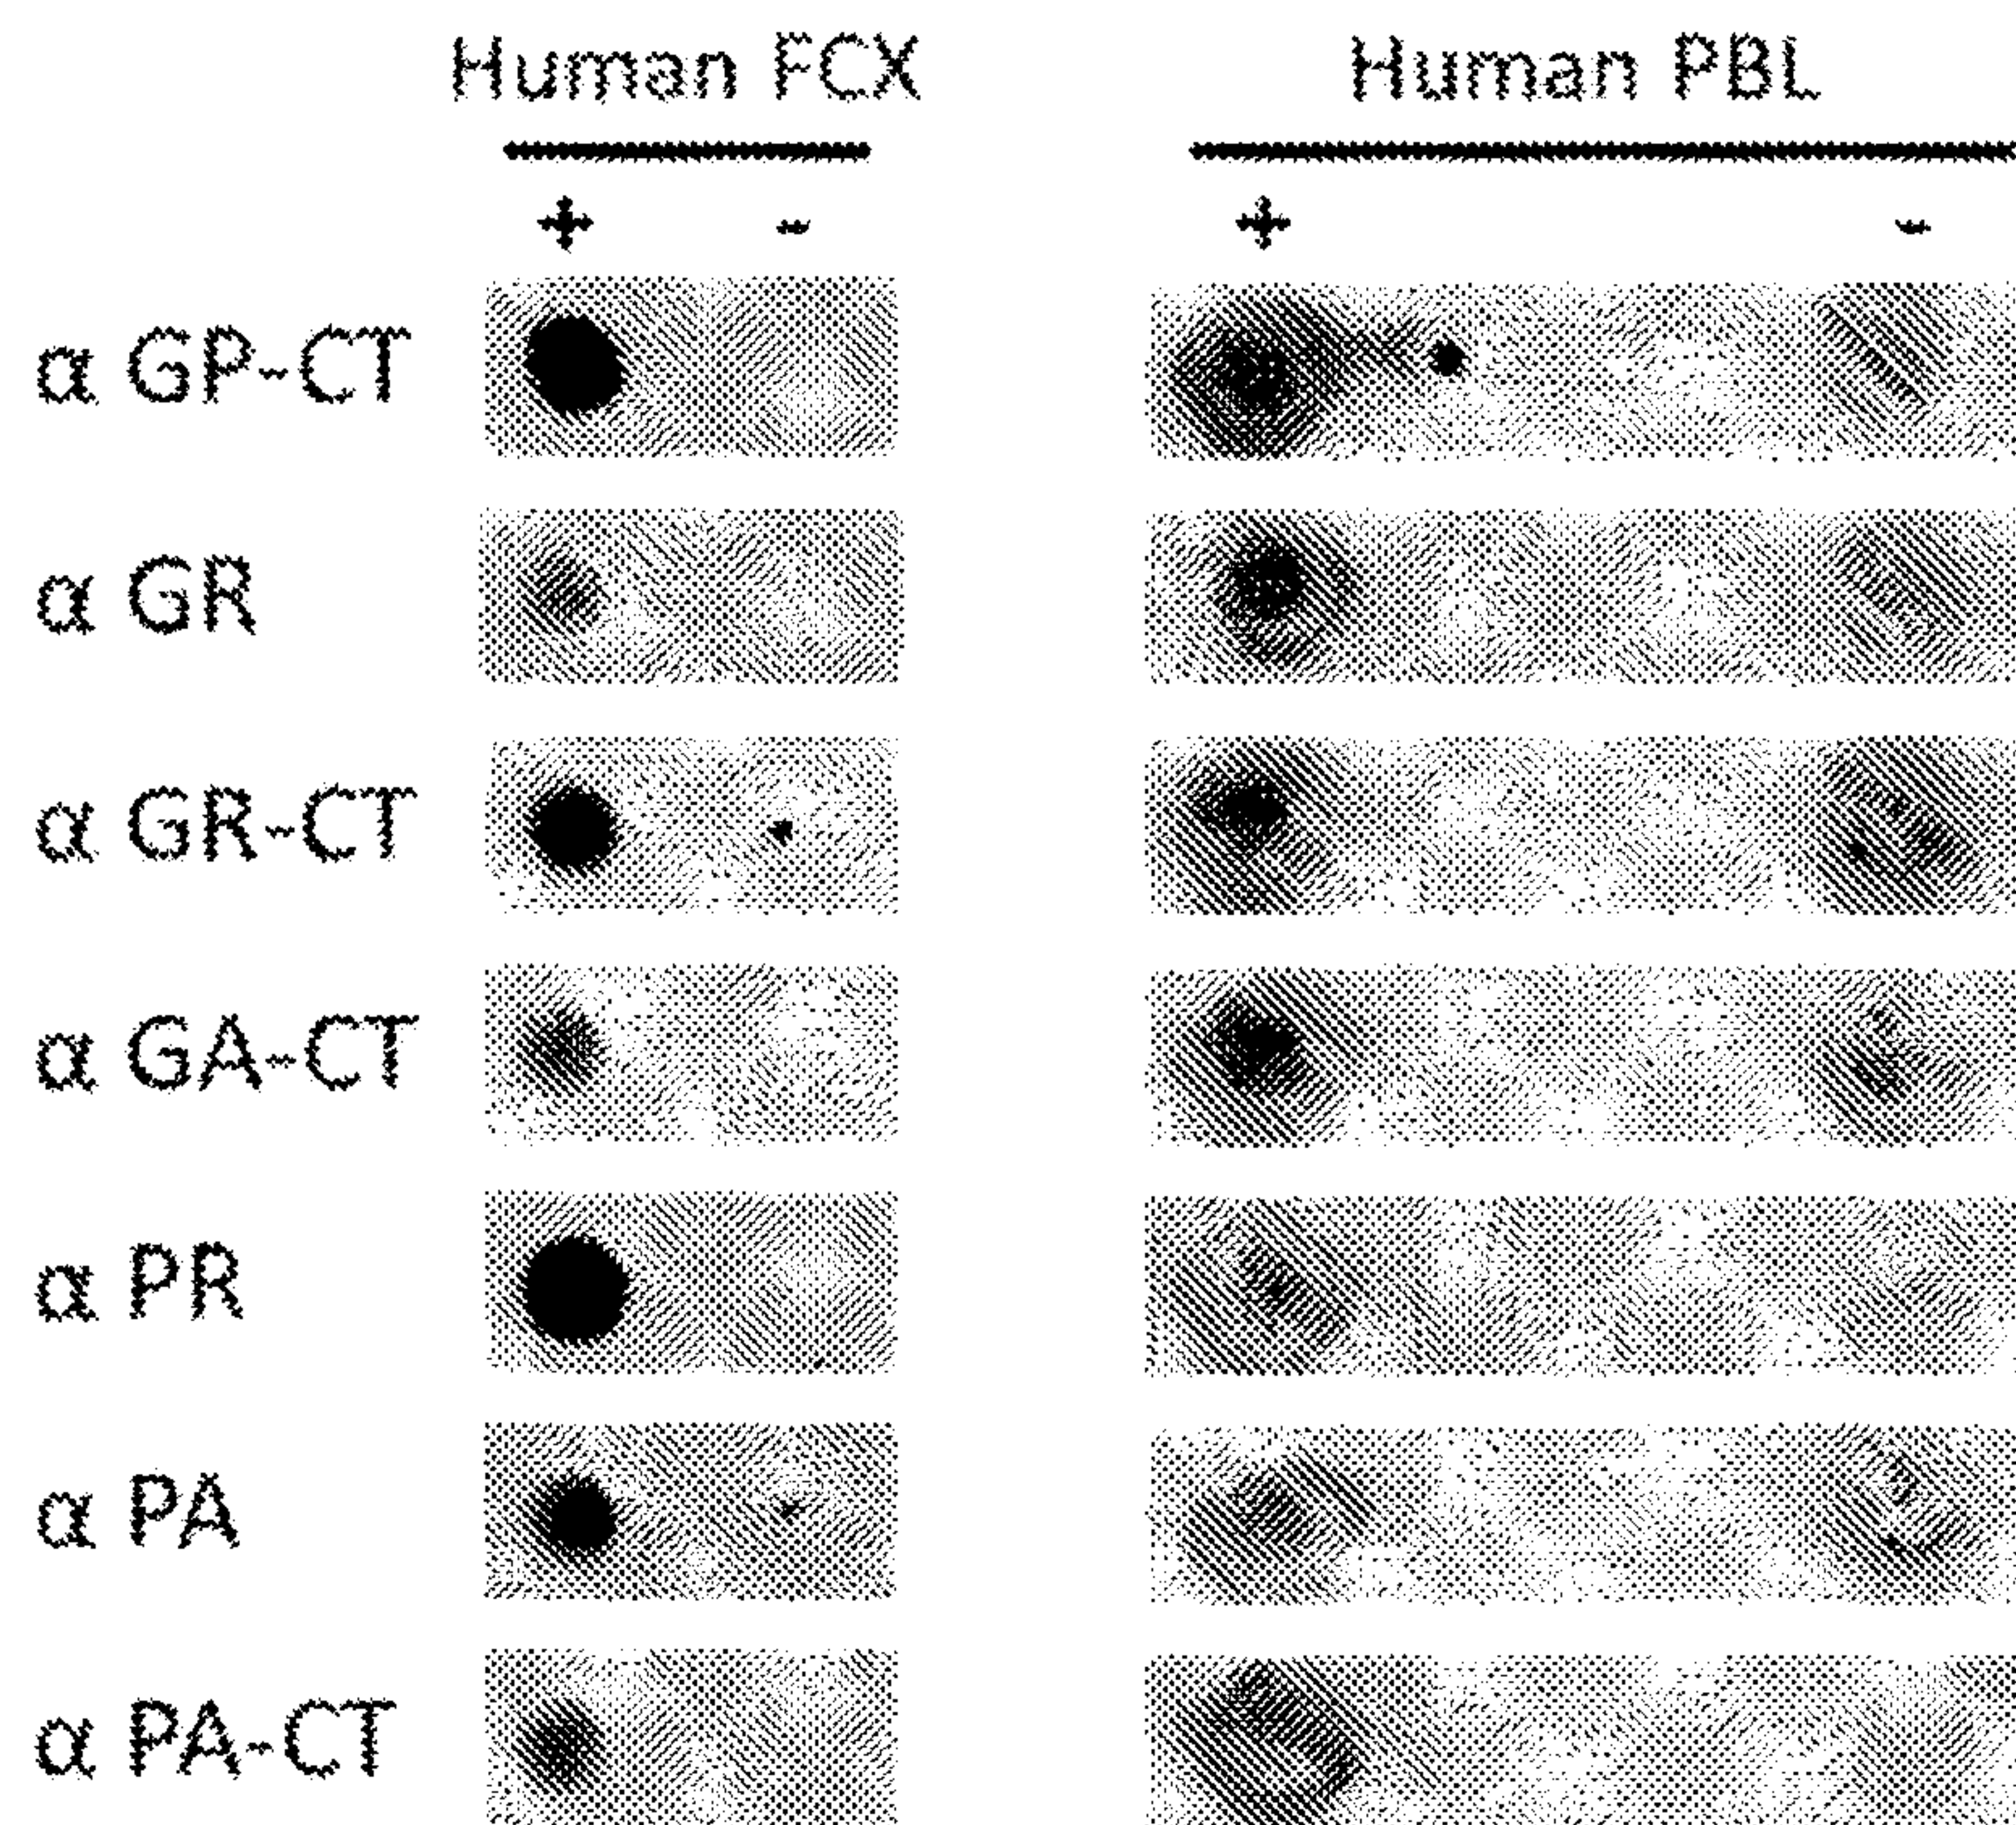 Human FCX Human PBL
+ - + -
α GP-CT
α GR
α GR-CT
α GA-CT
α PR
α PA
α PA-CT